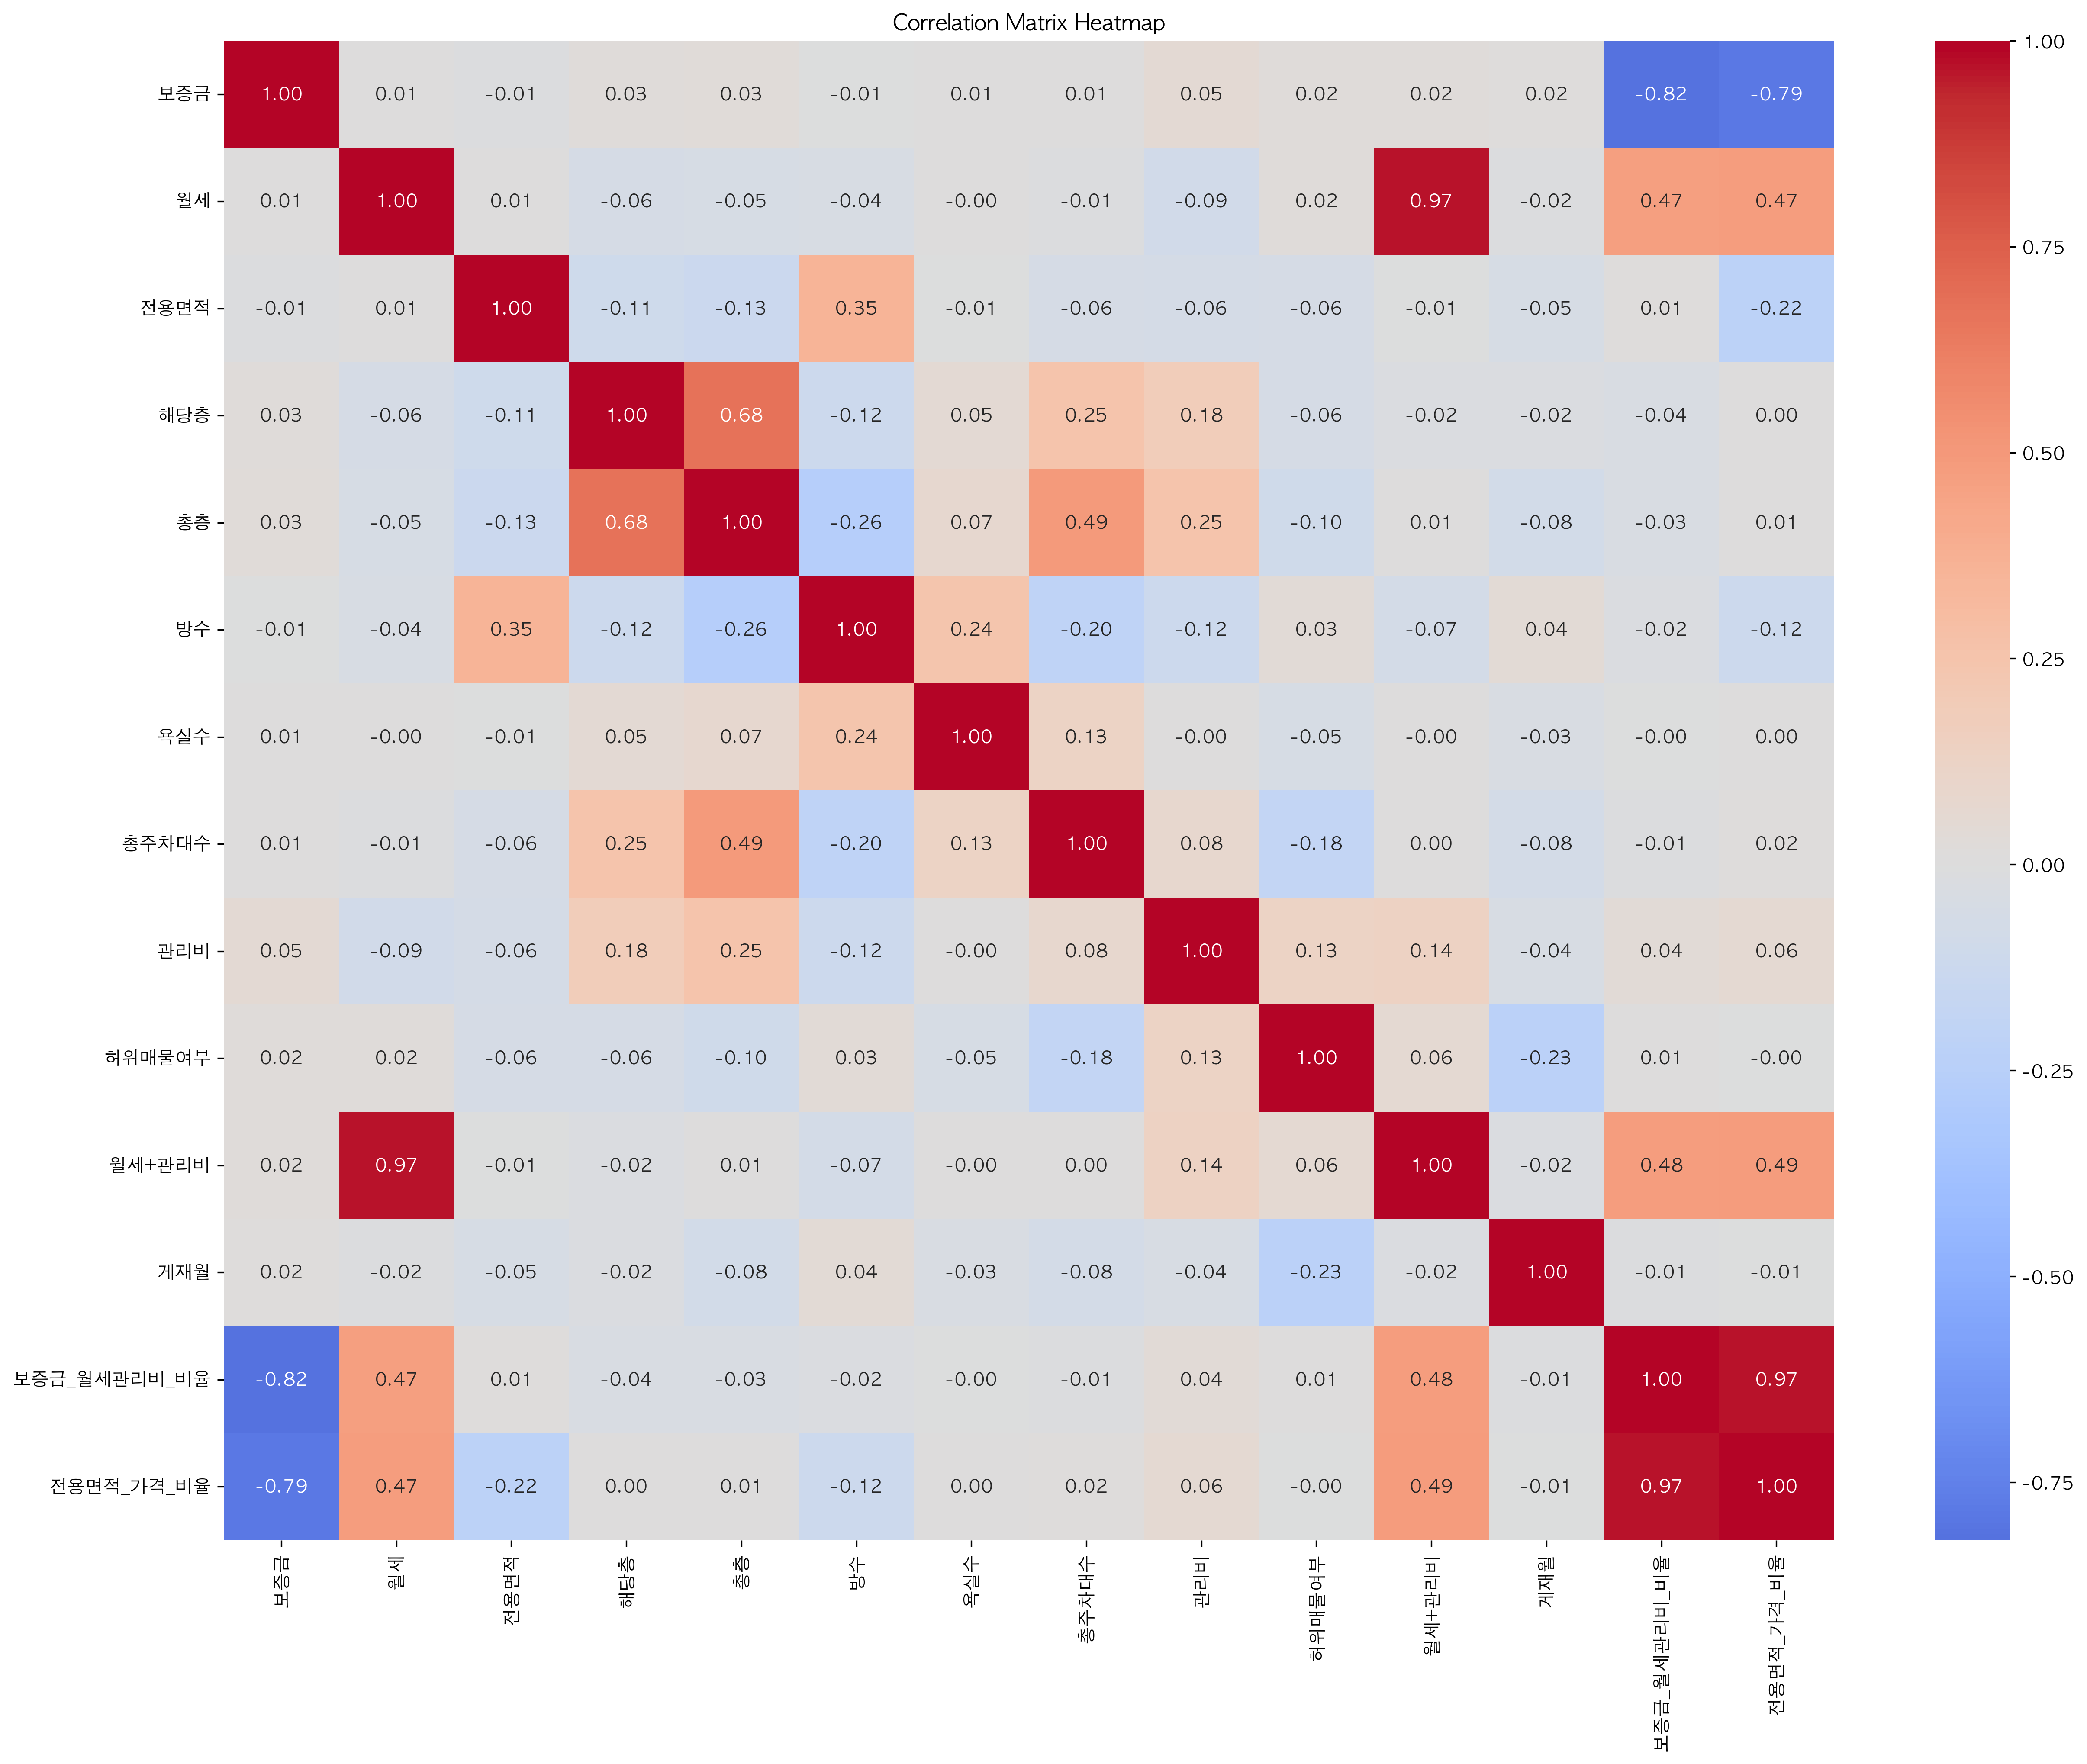 Correlation Matrix Heatmap
보증금 1.00 0.01 -0.01 0.03 0.03 -0.01 0.01 0.01 0.05 0.02 0.02 0.02 -0.82 -0.79
월세 0.01 1.00 0.01 -0.06 -0.05 -0.04 -0.00 -0.01 -0.09 0.02 0.97 -0.02 0.47 0.47
전용면적 -0.01 0.01 1.00 -0.11 -0.13 0.35 -0.01 -0.06 -0.06 -0.06 -0.01 -0.05 0.01 -0.22
해당층 0.03 -0.06 -0.11 1.00 0.68 -0.12 0.05 0.25 0.18 -0.06 -0.02 -0.02 -0.04 0.00
총층 0.03 -0.05 -0.13 0.68 1.00 -0.26 0.07 0.49 0.25 -0.10 0.01 -0.08 -0.03 0.01
방수 -0.01 -0.04 0.35 -0.12 -0.26 1.00 0.24 -0.20 -0.12 0.03 -0.07 0.04 -0.02 -0.12
욕실수 0.01 -0.00 -0.01 0.05 0.07 0.24 1.00 0.13 -0.00 -0.05 -0.00 -0.03 -0.00 0.00
총주차대수 0.01 -0.01 -0.06 0.25 0.49 -0.20 0.13 1.00 0.08 -0.18 0.00 -0.08 -0.01 0.02
관리비 0.05 -0.09 -0.06 0.18 0.25 -0.12 -0.00 0.08 1.00 0.13 0.14 -0.04 0.04 0.06
허위매물여부 0.02 0.02 -0.06 -0.06 -0.10 0.03 -0.05 -0.18 0.13 1.00 0.06 -0.23 0.01 -0.00
월세+관리비 0.02 0.97 -0.01 -0.02 0.01 -0.07 -0.00 0.00 0.14 0.06 1.00 -0.02 0.48 0.49
게재월 0.02 -0.02 -0.05 -0.02 -0.08 0.04 -0.03 -0.08 -0.04 -0.23 -0.02 1.00 -0.01 -0.01
보증금_월세관리비_비율 -0.82 0.47 0.01 -0.04 -0.03 -0.02 -0.00 -0.01 0.04 0.01 0.48 -0.01 1.00 0.97
전용면적_가격_비율 -0.79 0.47 -0.22 0.00 0.01 -0.12 0.00 0.02 0.06 -0.00 0.49 -0.01 0.97 1.00
보증금 월세 전용면적 해당층 총층 방수 욕실수 총주차대수 관리비 허위매물여부 월세+관리비 게재월 보증금_월세관리비_비율 전용면적_가격_비율
1.00
0.75
0.50
0.25
0.00
-0.25
-0.50
-0.75